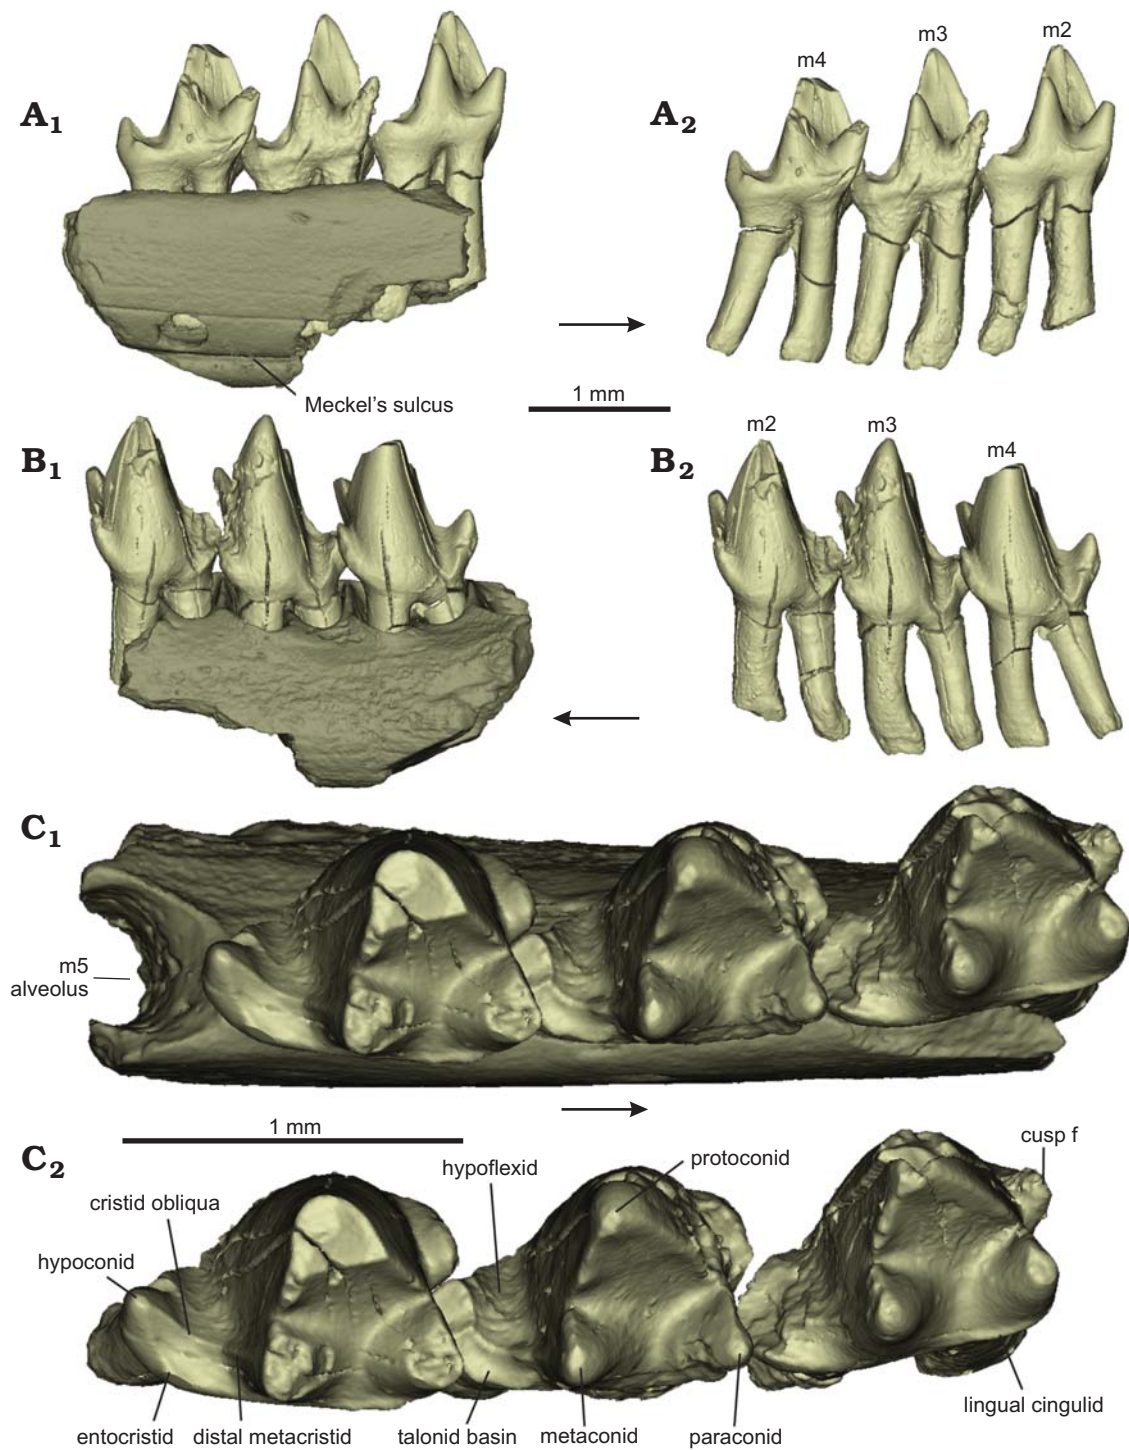 A1
A2
m4
m3
m2
Meckel's sulcus
1 mm
B1
B2
m2
m3
m4
C1
m5
alveolus
1 mm
C2
cusp f
protoconid
hypoflexid
cristid obliqua
hypoconid
lingual cingulid
entocristid
distal metacristid
talonid basin
metaconid
paraconid